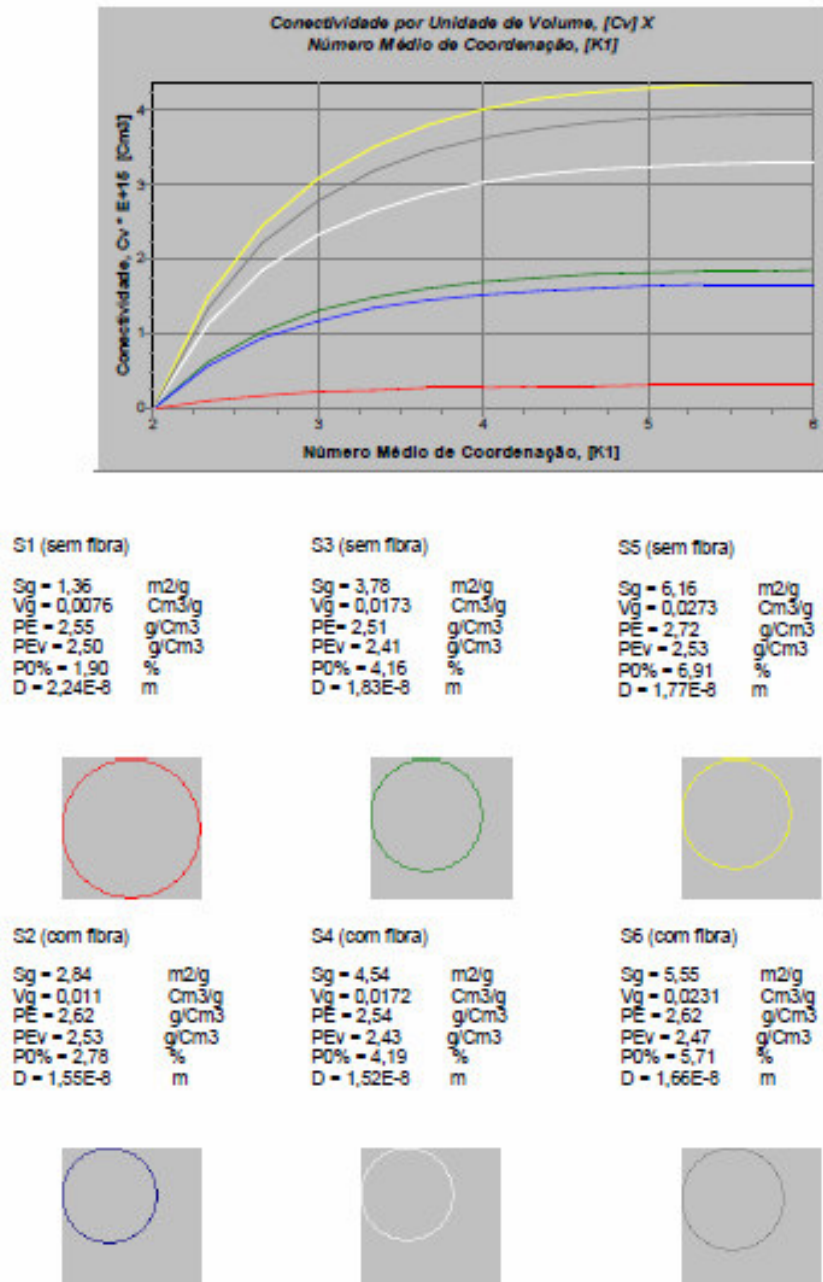 Conectividade por Unidade de Volume, [Cv] X
Número Médio de Coordenação, [K1]
Conectividade, Cv * E+15 [Cm3]
4
3
2
1
0
2
3
4
5
6
Número Médio de Coordenação, [K1]
S1 (sem fibra)
Sg = 1,36 m2/g
Vg = 0,0076 Cm3/g
PE = 2,55 g/Cm3
PEv = 2,50 g/Cm3
P0% = 1,90 %
D = 2,24E-8 m
S3 (sem fibra)
Sg = 3,78 m2/g
Vg = 0,0173 Cm3/g
PE= 2,51 g/Cm3
PEv = 2,41 g/Cm3
P0% = 4,16 %
D = 1,83E-8 m
S5 (sem fibra)
Sg = 6,16 m2/g
Vg = 0,0273 Cm3/g
PE = 2,72 g/Cm3
PEv = 2,53 g/Cm3
P0% = 6,91 %
D = 1,77E-8 m
S2 (com fibra)
Sg = 2,84 m2/g
Vg = 0,011 Cm3/g
PE = 2,62 g/Cm3
PEv = 2,53 g/Cm3
P0% = 2,78 %
D = 1,55E-8 m
S4 (com fibra)
Sg = 4,54 m2/g
Vg = 0,0172 Cm3/g
PE = 2,54 g/Cm3
PEv = 2,43 g/Cm3
P0% = 4,19 %
D = 1,52E-8 m
S6 (com fibra)
Sg = 5,55 m2/g
Vg = 0,0231 Cm3/g
PE = 2,62 g/Cm3
PEv = 2,47 g/Cm3
P0% = 5,71 %
D = 1,66E-8 m